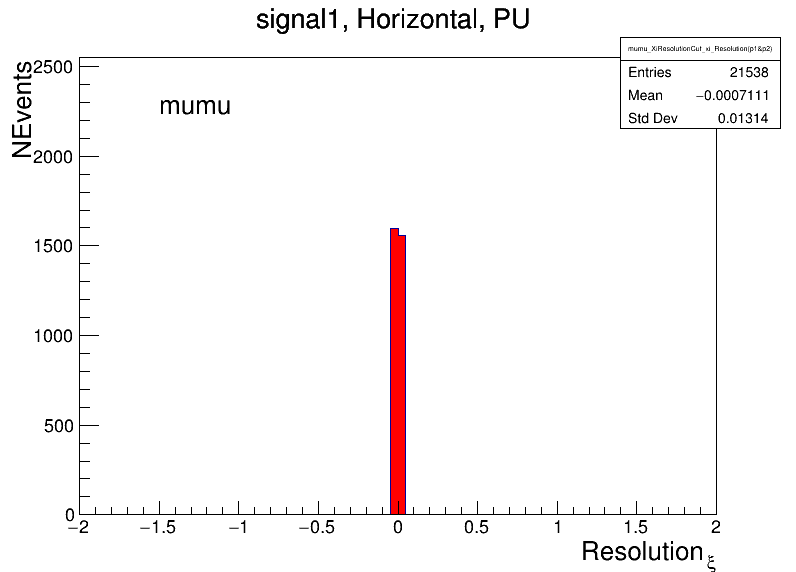 signal1, Horizontal, PU
mumu_XiResolutionCut_xi_Resolution(p1&p2)
Entries 21538
Mean −0.0007111
Std Dev 0.01314
NEvents
mumu
2500
2000
1500
1000
500
0
−2 −1.5 −1 −0.5 0 0.5 1 1.5 2
Resolution ξ